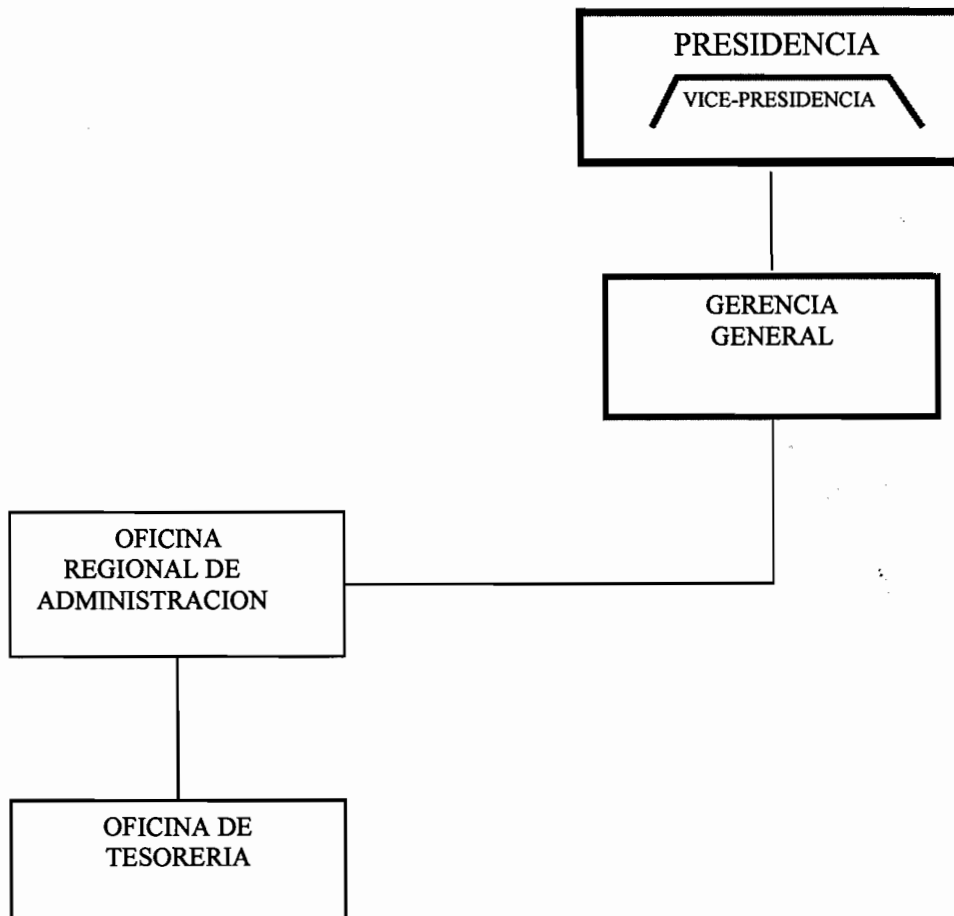 PRESIDENCIA
VICE-PRESIDENCIA
GERENCIA
GENERAL
OFICINA
REGIONAL DE
ADMINISTRACION
OFICINA DE
TESORERIA